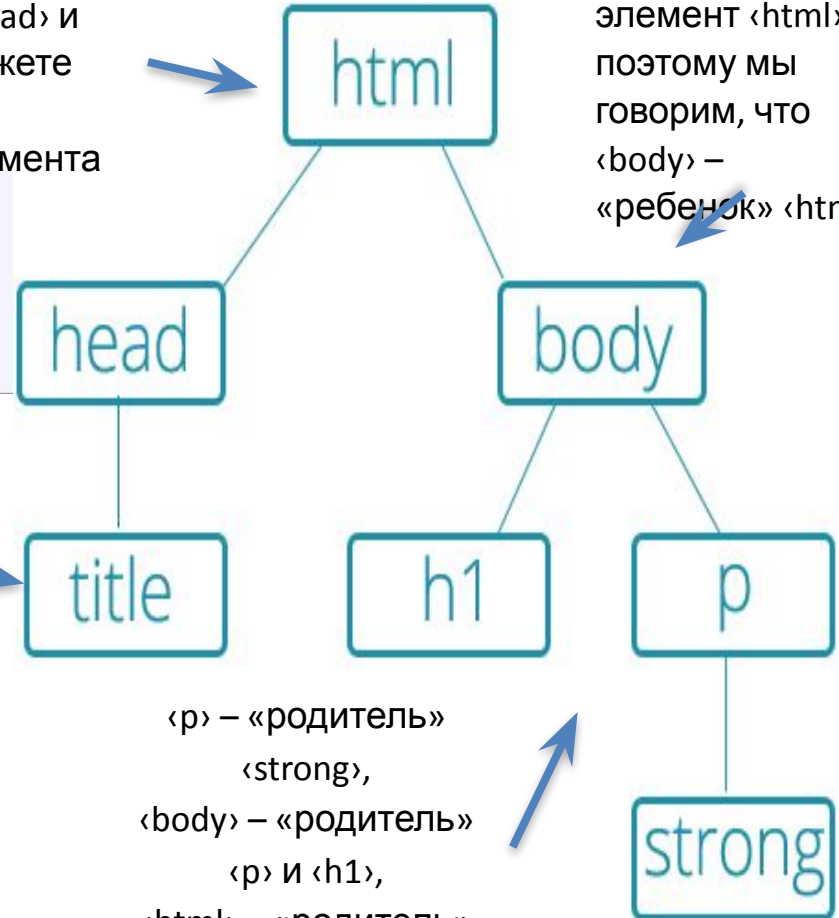 ad› и
жете
мента
html
элемент ‹html›
поэтому мы
говорим, что
‹body› –
«ребенок» ‹htm
head
body
title
h1
p
‹p› – «родитель»
‹strong›,
‹body› – «родитель»
‹p› и ‹h1›,
strong